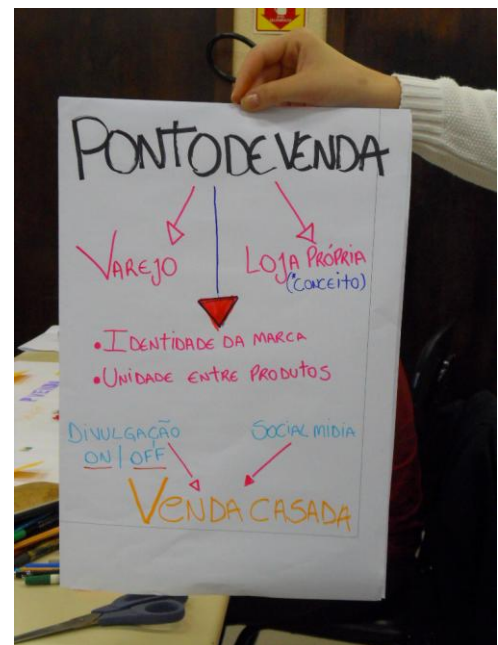 PONTO DE VENDA
VAREJO
LOJA PRÓPRIA
(CONCEITO)
• IDENTIDADE DA MARCA
• UNIDADE ENTRE PRODUTOS
DIVULGAÇÃO
ON | OFF
SOCIAL MIDIA
VENDA CASADA